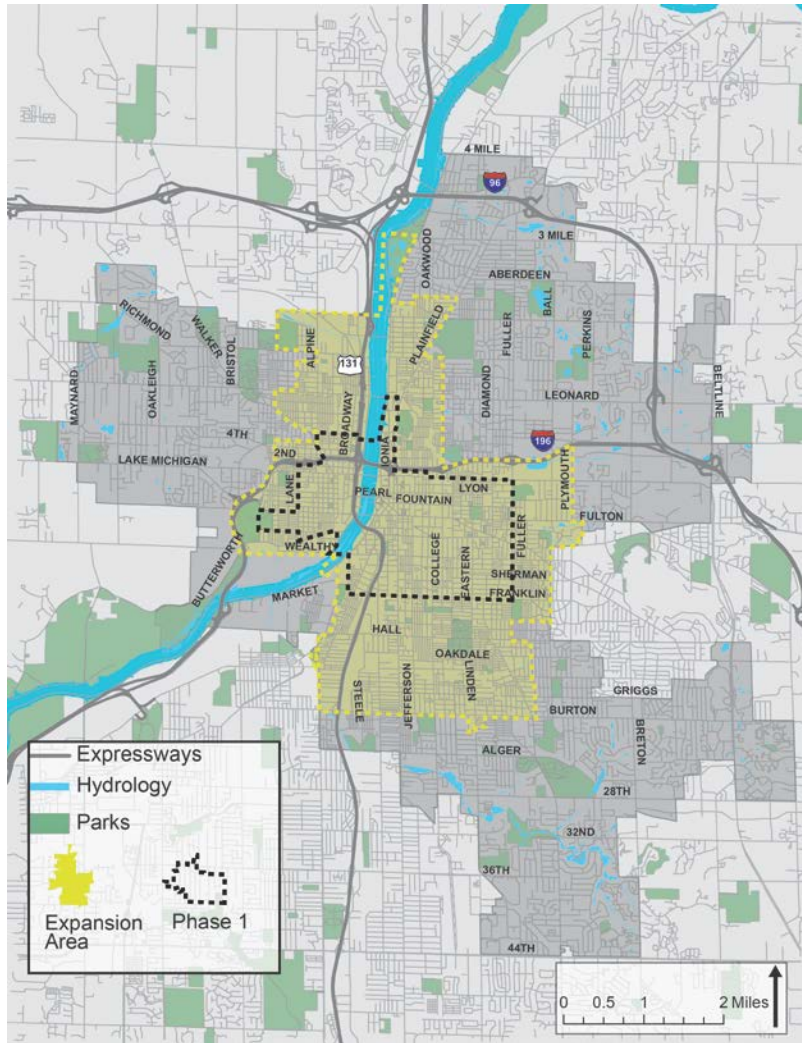 4 MILE
96
3 MILE
OAKWOOD
ABERDEEN
BALL
RICHMOND
WALKER
BRISTOL
ALPINE
PLAINFIELD
FULLER
PERKINS
131
MAYNARD
OAKLEIGH
BROADWAY
DIAMOND
LEONARD
BELTLINE
4TH
IONIA
196
LAKE MICHIGAN
2ND
LANE
PEARL
FOUNTAIN
LYON
PLYMOUTH
FULTON
WEALTHY
COLLEGE
EASTERN
FULLER
BUTTERWORTH
MARKET
SHERMAN
FRANKLIN
HALL
OAKDALE
LINDEN
STEELE
JEFFERSON
GRIGGS
BURTON
BRETON
ALGER
28TH
32ND
36TH
44TH
Expressways
Hydrology
Parks
Expansion
Area
Phase 1
0 0.5 1 2 Miles